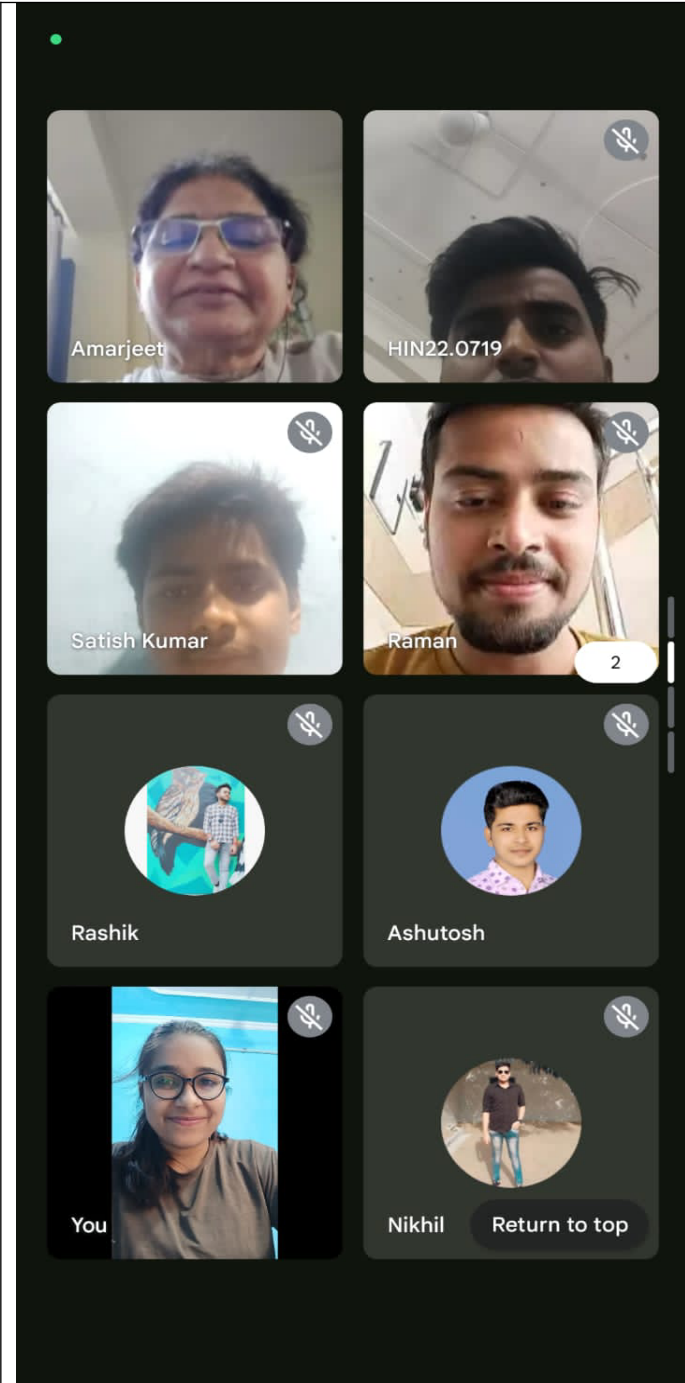 Amarjeet
HIN22.0719
Satish Kumar
Raman
2
Rashik
Ashutosh
You
Nikhil
Return to top